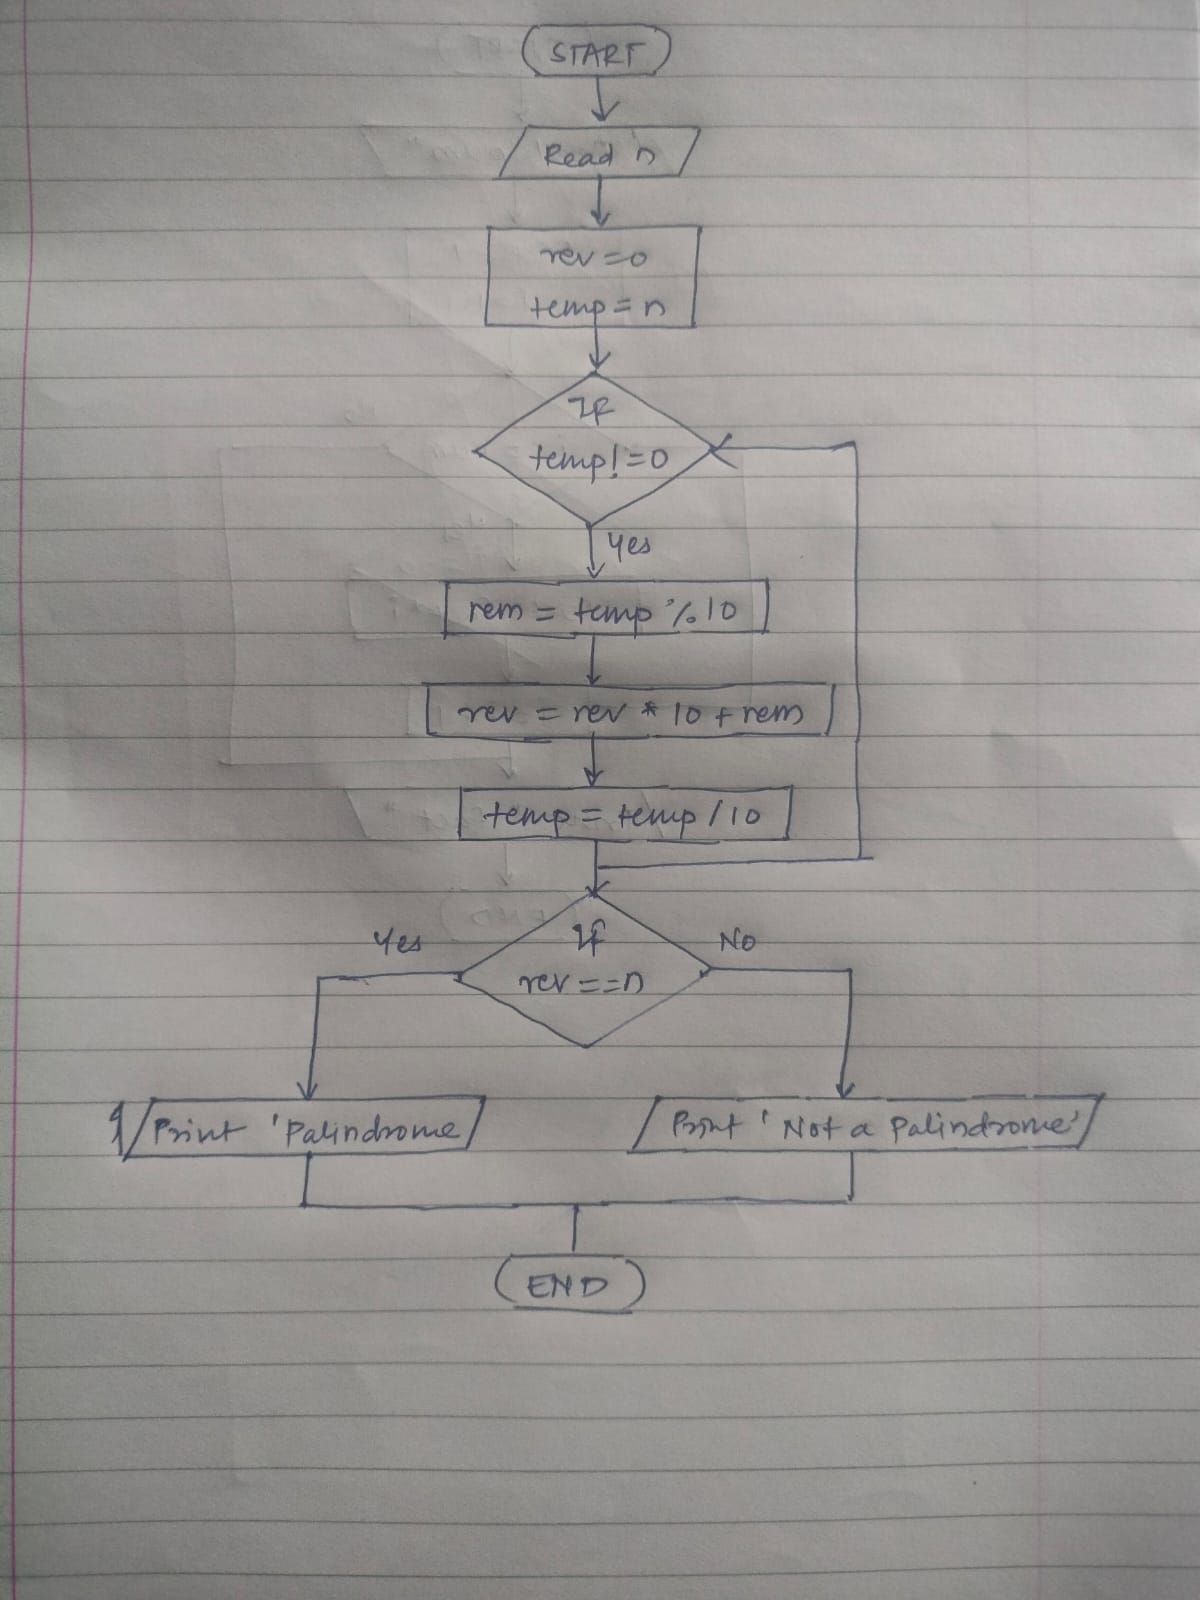 START
Read n
rev=0
temp=n
If
temp!=0
Yes
rem = temp % 10
rev = rev * 10 + rem
temp = temp / 10
If
rev==n
Yes
No
Print 'Palindrome
Print 'Not a Palindrome'
END